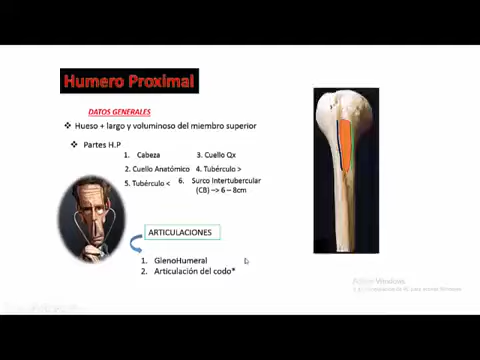 Humero Proximal
DATOS GENERALES
❖ Hueso + largo y voluminoso del miembro superior
❖ Partes H.P
1. Cabeza
2. Cuello Anatómico
5. Tubérculo <
3. Cuello Qx
4. Tubérculo >
6. Surco Intertubercular
(CB) –> 6 – 8cm
ARTICULACIONES
1. GlenoHumeral
2. Articulación del codo*
Windows